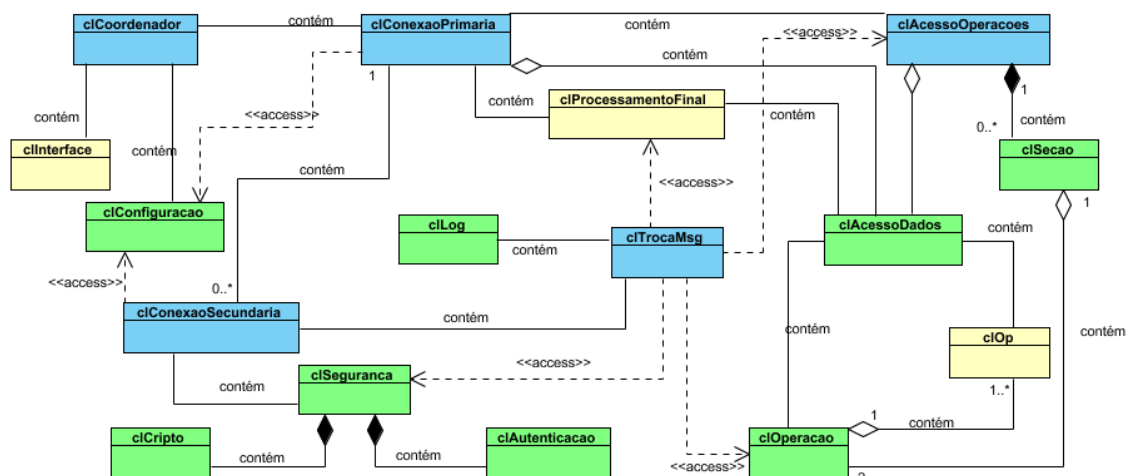 clCoordenador
contém
clConexaoPrimaria
contém
clAcessoOperacoes
<<access>>
contém
1
contém
1
clProcessamentoFinal
contém
<<access>>
contém
contém
0..*
contém
clInterface
contém
clSecao
contém
<<access>>
1
clConfiguracao
clLog
clTrocaMsg
clAcessoDados
contém
contém
<<access>>
0..*
clConexaoSecundaria
contém
contém
contém
clOp
<<access>>
clSeguranca
contém
1..*
1
contém
clCripto
clAutenticacao
clOperacao
contém
contém
<<access>>